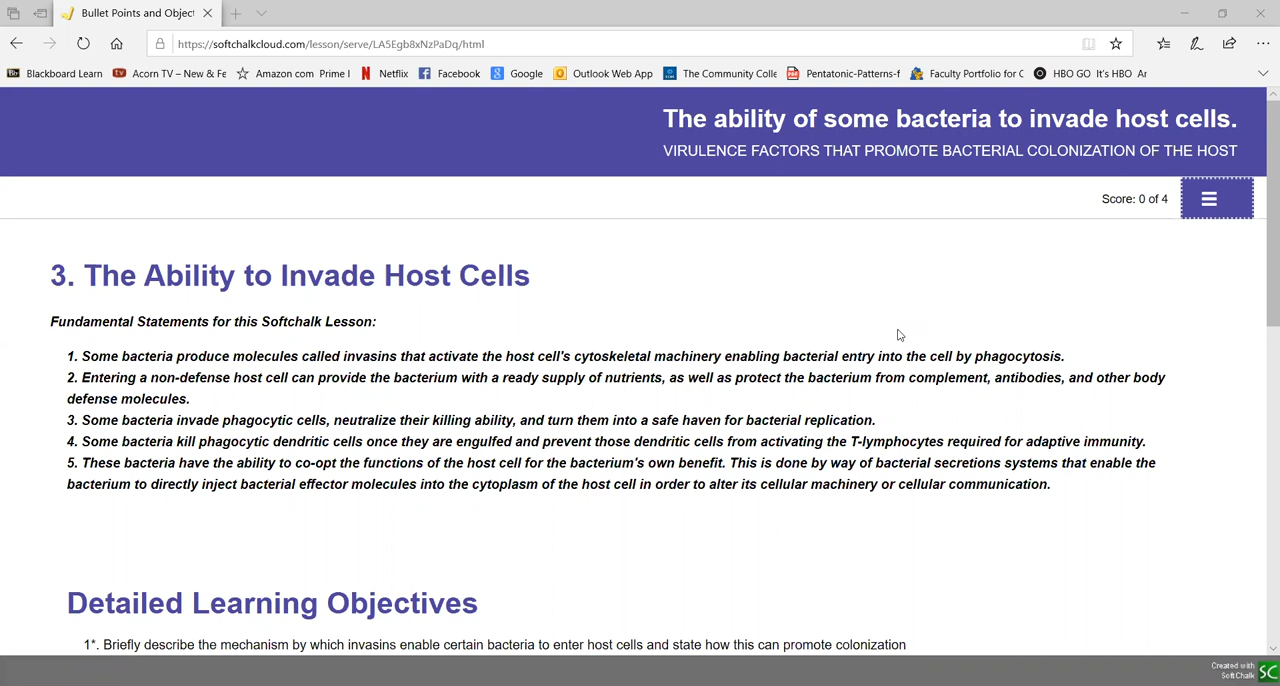 Bullet Points and Object
https://softchalkcloud.com/lesson/serve/LA5Egb8xNzPaDq/html
Bb Blackboard Learn Acorn TV – New & Fe Amazon com Prime I Netflix Facebook Google Outlook Web App The Community Colle Pentatonic-Patterns-f Faculty Portfolio for C HBO GO It's HBO Ar
The ability of some bacteria to invade host cells.
VIRULENCE FACTORS THAT PROMOTE BACTERIAL COLONIZATION OF THE HOST
Score: 0 of 4
3. The Ability to Invade Host Cells
Fundamental Statements for this Softchalk Lesson:
1. Some bacteria produce molecules called invasins that activate the host cell's cytoskeletal machinery enabling bacterial entry into the cell by phagocytosis.
2. Entering a non-defense host cell can provide the bacterium with a ready supply of nutrients, as well as protect the bacterium from complement, antibodies, and other body
defense molecules.
3. Some bacteria invade phagocytic cells, neutralize their killing ability, and turn them into a safe haven for bacterial replication.
4. Some bacteria kill phagocytic dendritic cells once they are engulfed and prevent those dendritic cells from activating the T-lymphocytes required for adaptive immunity.
5. These bacteria have the ability to co-opt the functions of the host cell for the bacterium's own benefit. This is done by way of bacterial secretions systems that enable the
bacterium to directly inject bacterial effector molecules into the cytoplasm of the host cell in order to alter its cellular machinery or cellular communication.
Detailed Learning Objectives
1*. Briefly describe the mechanism by which invasins enable certain bacteria to enter host cells and state how this can promote colonization
Created with
SoftChalk SC